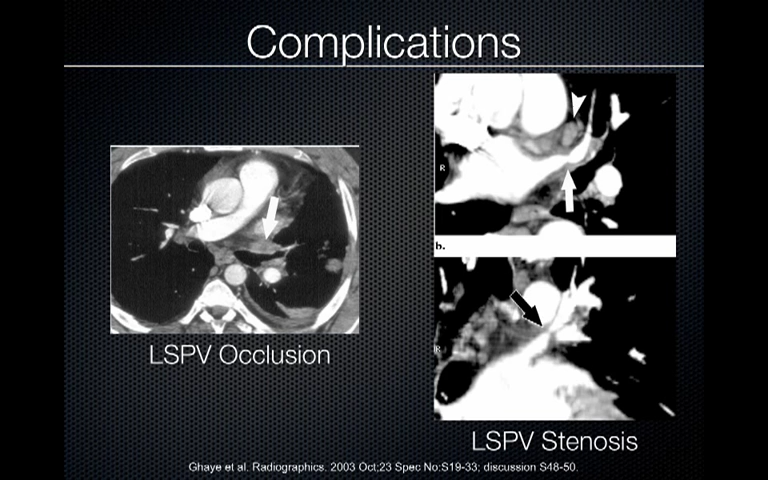 Complications
R
b.
R
LSPV Occlusion
LSPV Stenosis
Ghaye et al. Radiographics. 2003 Oct;23 Spec No:S19-33; discussion S48-50.